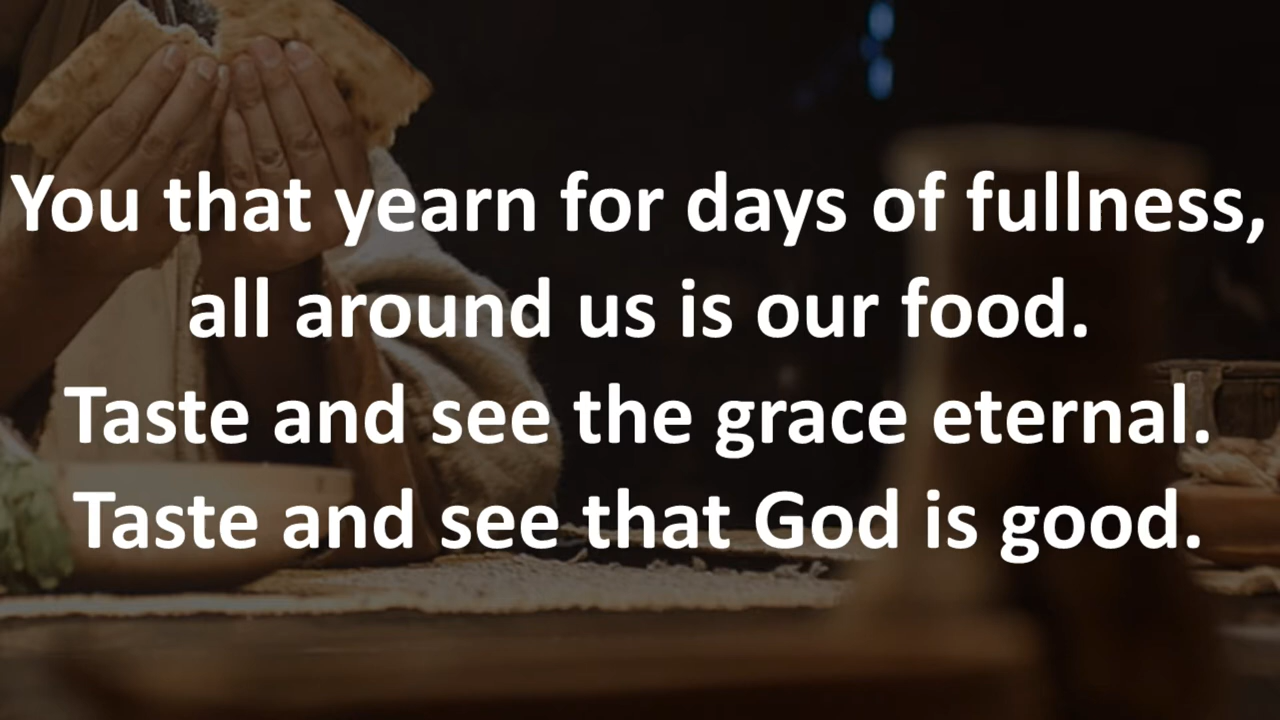 You that yearn for days of fullness,
all around us is our food.
Taste and see the grace eternal.
Taste and see that God is good.